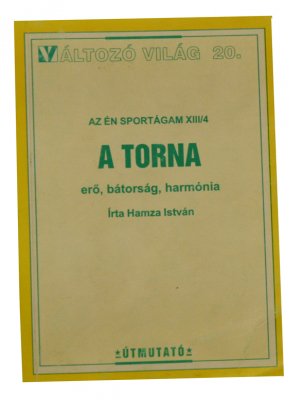 VÁLTOZÓ VILÁG 20.
AZ ÉN SPORTÁGAM XIII/4
A TORNA
erő, bátorság, harmónia
Írta Hamza István
*ÚTMUTATÓ*